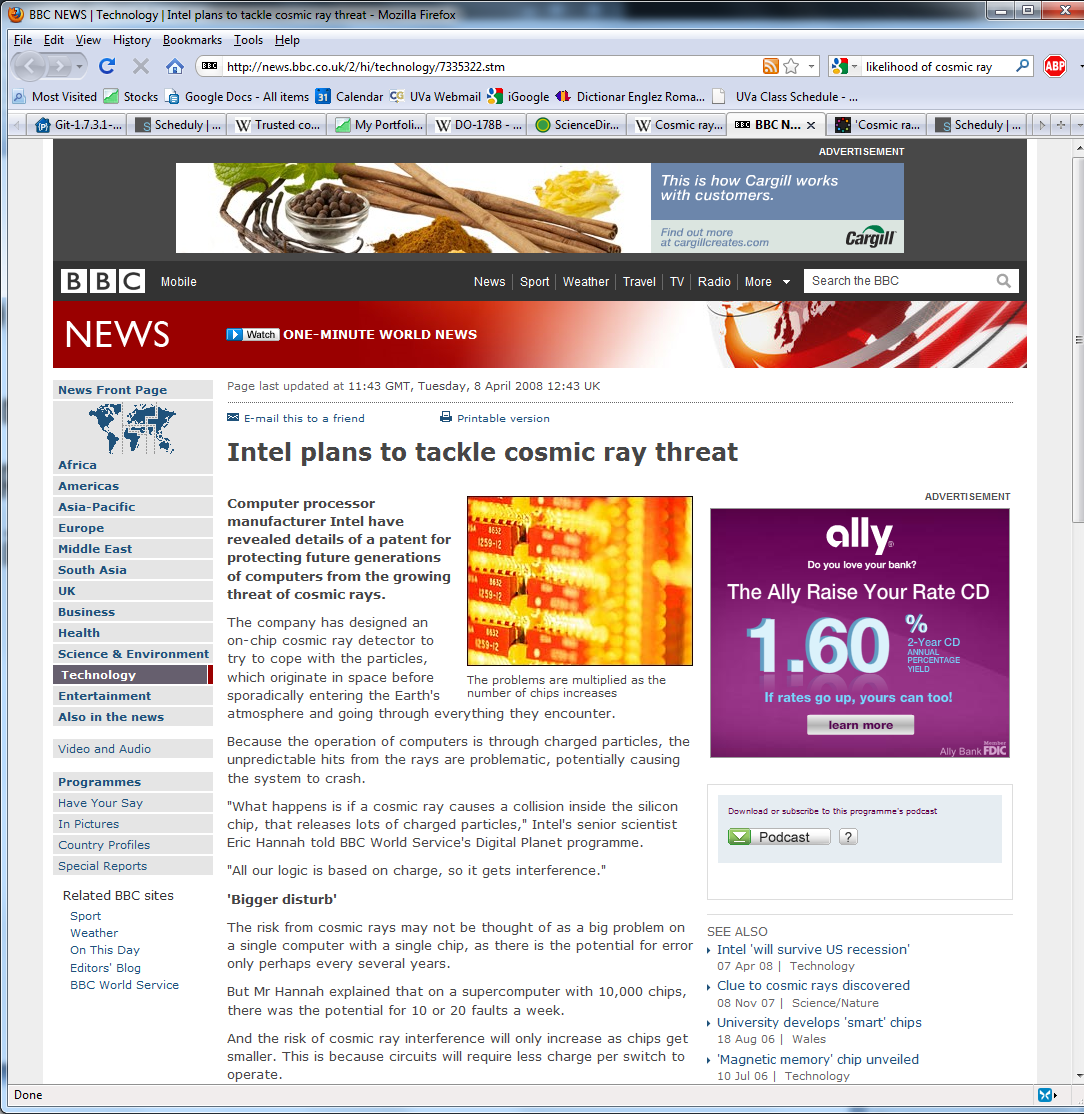 BBC NEWS | Technology | Intel plans to tackle cosmic ray threat - Mozilla Firefox
File Edit View History Bookmarks Tools Help
BBC http://news.bbc.co.uk/2/hi/technology/7335322.stm likelihood of cosmic ray ABP
Most Visited Stocks Google Docs - All items 31 Calendar UVa Webmail iGoogle Dictionar Englez Roma... UVa Class Schedule - ...
Git-1.7.3.1-... Scheduly | ... Trusted co... My Portfoli... DO-178B - ... ScienceDir... Cosmic ray... BBC N... 'Cosmic ra... Scheduly | ...
ADVERTISEMENT
This is how Cargill works
with customers.
Find out more
at cargillcreates.com
Cargill
BBC Mobile News Sport Weather Travel TV Radio More Search the BBC
NEWS Watch ONE-MINUTE WORLD NEWS
News Front Page
Africa
Americas
Asia-Pacific
Europe
Middle East
South Asia
UK
Business
Health
Science & Environment
Technology
Entertainment
Also in the news
Video and Audio
Programmes
Have Your Say
In Pictures
Country Profiles
Special Reports
Related BBC sites
Sport
Weather
On This Day
Editors' Blog
BBC World Service
Page last updated at 11:43 GMT, Tuesday, 8 April 2008 12:43 UK
E-mail this to a friend Printable version
Intel plans to tackle cosmic ray threat
Computer processor
manufacturer Intel have
revealed details of a patent for
protecting future generations
of computers from the growing
threat of cosmic rays.
8652
1259-12
8652
1259-12
The problems are multiplied as the
number of chips increases
The company has designed an
on-chip cosmic ray detector to
try to cope with the particles,
which originate in space before
sporadically entering the Earth's
atmosphere and going through everything they encounter.
Because the operation of computers is through charged particles, the
unpredictable hits from the rays are problematic, potentially causing
the system to crash.
"What happens is if a cosmic ray causes a collision inside the silicon
chip, that releases lots of charged particles," Intel's senior scientist
Eric Hannah told BBC World Service's Digital Planet programme.
"All our logic is based on charge, so it gets interference."
'Bigger disturb'
The risk from cosmic rays may not be thought of as a big problem on
a single computer with a single chip, as there is the potential for error
only perhaps every several years.
But Mr Hannah explained that on a supercomputer with 10,000 chips,
there was the potential for 10 or 20 faults a week.
And the risk of cosmic ray interference will only increase as chips get
smaller. This is because circuits will require less charge per switch to
operate.
ADVERTISEMENT
ally
Do you love your bank?
The Ally Raise Your Rate CD
1.60 %
2-Year CD
ANNUAL
PERCENTAGE
YIELD
If rates go up, yours can too!
learn more
Ally Bank Member FDIC
Download or subscribe to this programme's podcast
Podcast ?
SEE ALSO
Intel 'will survive US recession'
07 Apr 08 | Technology
Clue to cosmic rays discovered
08 Nov 07 | Science/Nature
University develops 'smart' chips
18 Aug 06 | Wales
'Magnetic memory' chip unveiled
10 Jul 06 | Technology
Done